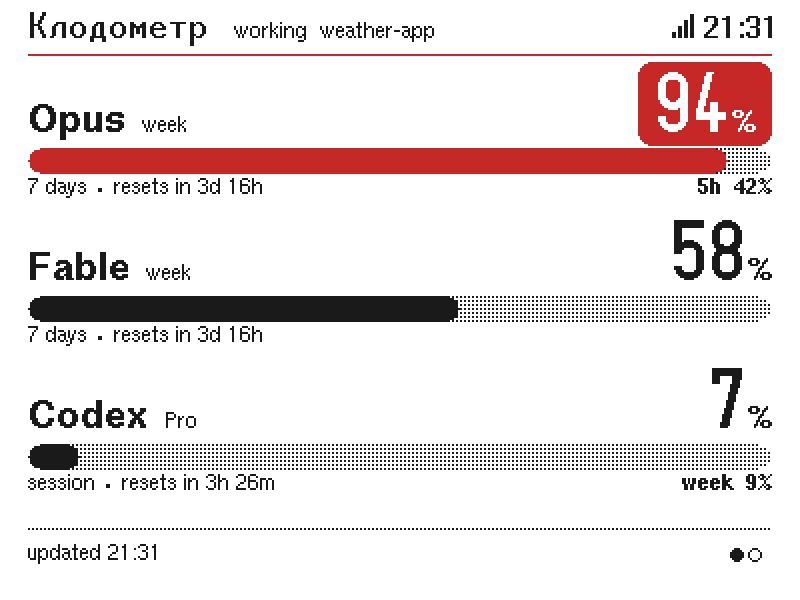 Клодометр working weather-app 21:31
Opus week 94%
7 days • resets in 3d 16h 5h 42%
Fable week 58%
7 days • resets in 3d 16h
Codex Pro 7%
session • resets in 3h 26m week 9%
updated 21:31